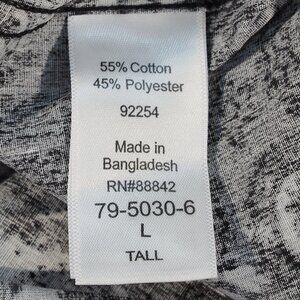 55% Cotton
45% Polyester
92254
Made in
Bangladesh
RN#88842
79-5030-6
L
TALL